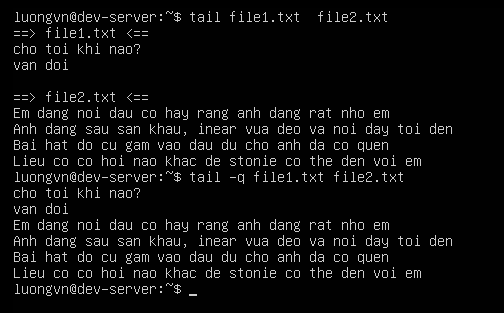 luongvn@dev-server:~$ tail file1.txt  file2.txt
==> file1.txt <==
cho toi khi nao?
van doi

==> file2.txt <==
Em dang noi dau co hay rang anh dang rat nho em
Anh dang sau san khau, inear vua deo va noi day toi den
Bai hat do cu gam vao dau du cho anh da co quen
Lieu co co hoi nao khac de stonie co the den voi em
luongvn@dev-server:~$ tail -q file1.txt file2.txt
cho toi khi nao?
van doi
Em dang noi dau co hay rang anh dang rat nho em
Anh dang sau san khau, inear vua deo va noi day toi den
Bai hat do cu gam vao dau du cho anh da co quen
Lieu co co hoi nao khac de stonie co the den voi em
luongvn@dev-server:~$ _